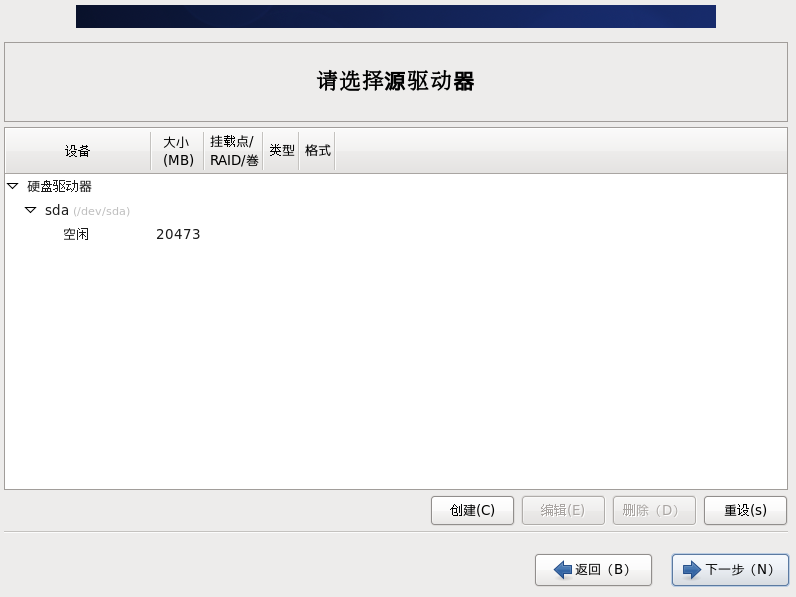 请选择源驱动器
设备
大小
(MB)
挂载点/
RAID/卷
类型
格式
硬盘驱动器
sda (/dev/sda)
空闲 20473
创建(C)
编辑(E)
删除（D）
重设(s)
返回（B）
下一步（N）